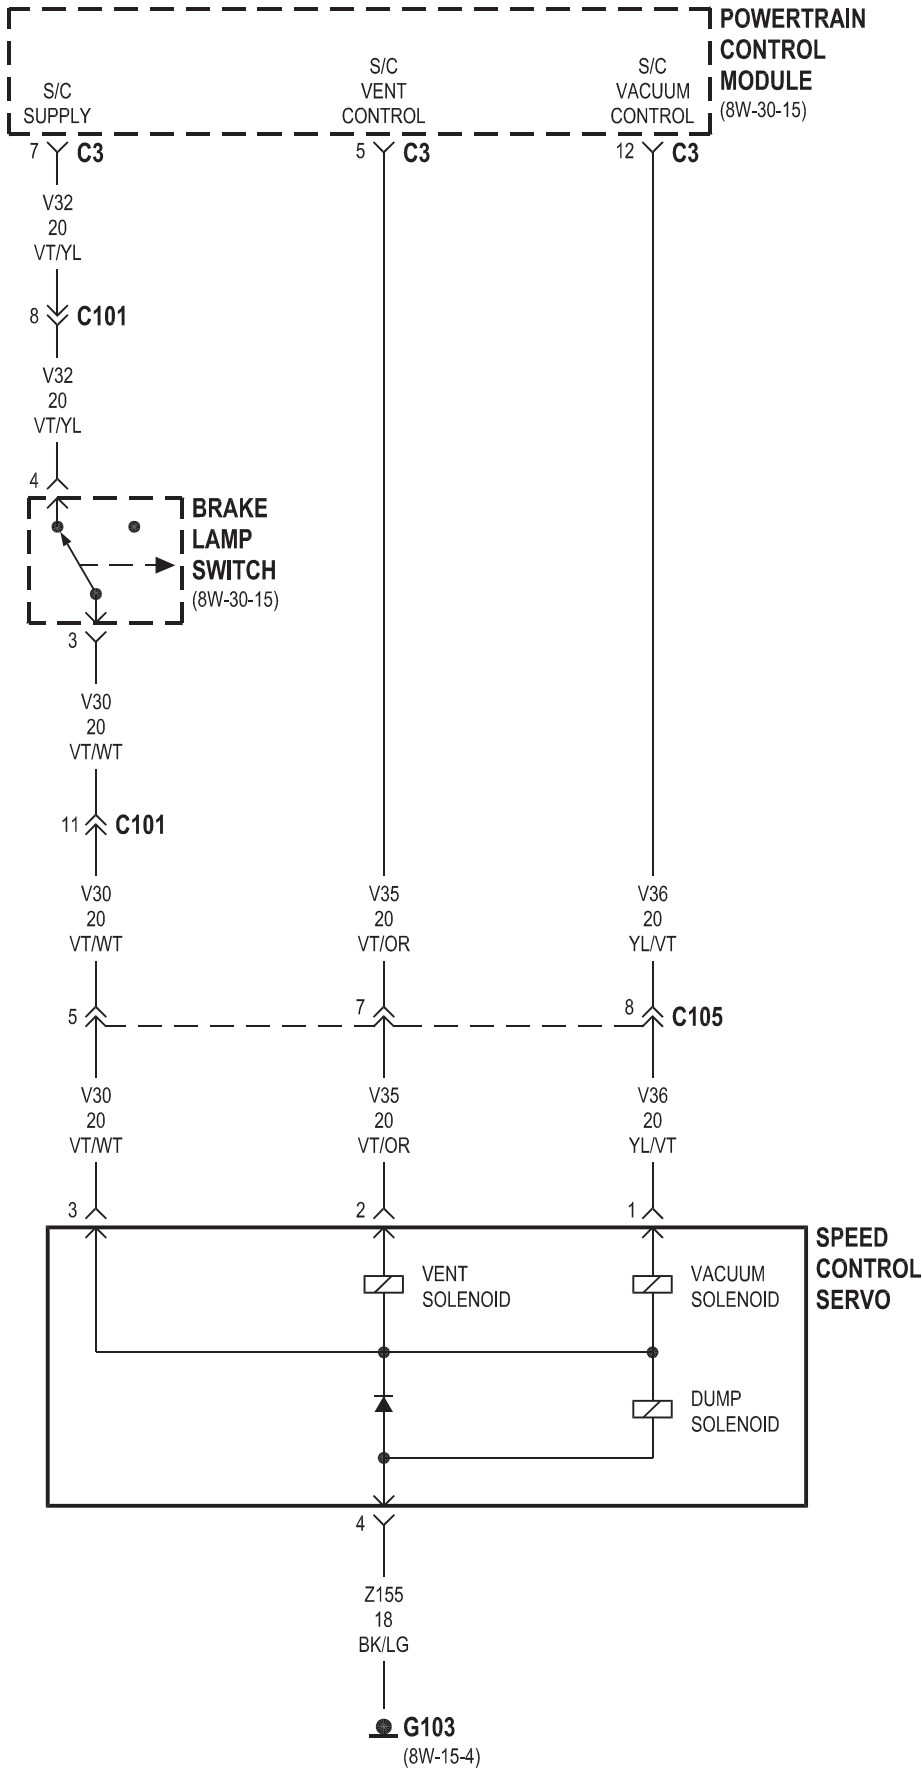 POWERTRAIN
CONTROL
MODULE
(8W-30-15)
S/C
SUPPLY
S/C
VENT
CONTROL
S/C
VACUUM
CONTROL
7 C3
5 C3
12 C3
V32
20
VT/YL
8 C101
V32
20
VT/YL
4
BRAKE
LAMP
SWITCH
(8W-30-15)
3
V30
20
VT/WT
11 C101
V30
20
VT/WT
V35
20
VT/OR
V36
20
YL/VT
5 7 8 C105
V30
20
VT/WT
V35
20
VT/OR
V36
20
YL/VT
3 2 1
SPEED
CONTROL
SERVO
VENT
SOLENOID
VACUUM
SOLENOID
DUMP
SOLENOID
4
Z155
18
BK/LG
G103
(8W-15-4)